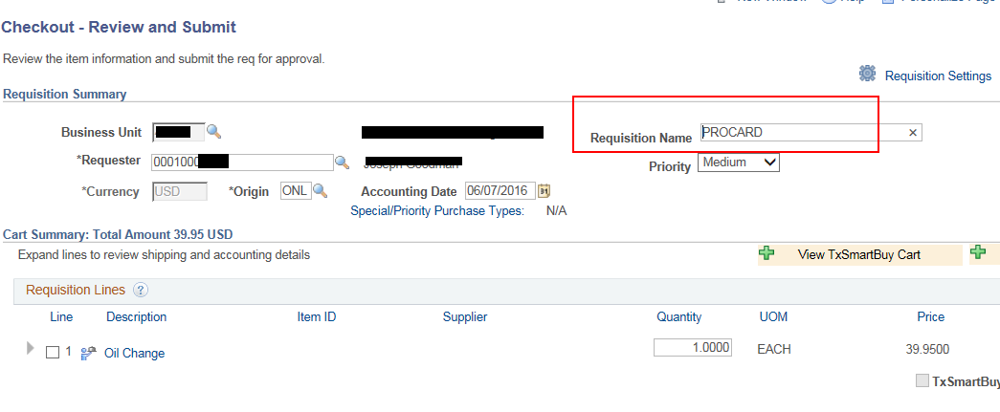 Help
Checkout - Review and Submit
Review the item information and submit the req for approval.
Requisition Settings
Requisition Summary
Business Unit
Requisition Name PROCARD ×
*Requester 0001000
Priority Medium
*Currency USD *Origin ONL Accounting Date 06/07/2016
Special/Priority Purchase Types: N/A
Cart Summary: Total Amount 39.95 USD
Expand lines to review shipping and accounting details
View TxSmartBuy Cart
Requisition Lines ?
Line Description Item ID Supplier Quantity UOM Price
1 Oil Change 1.0000 EACH 39.9500
TxSmartBuy